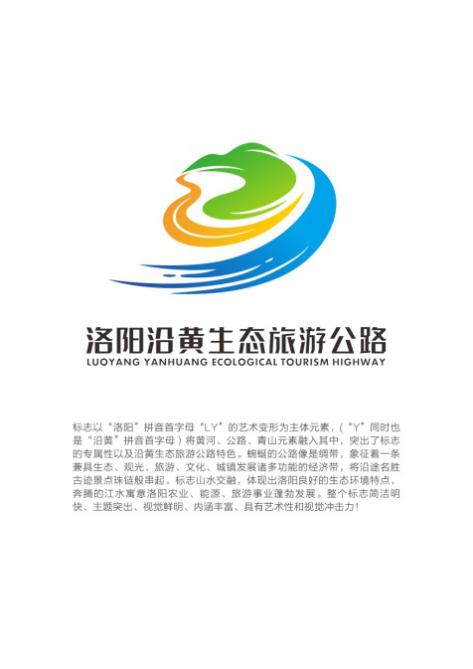 洛阳沿黄生态旅游公路
LUOYANG YANHUANG ECOLOGICAL TOURISM HIGHWAY
标志以“洛阳”拼音首字母“LY”的艺术变形为主体元素，(“Y”同时也
是“沿黄”拼音首字母）将黄河、公路、青山元素融入其中，突出了标志
的专属性以及沿黄生态旅游公路特色。蜿蜒的公路像是绸带，象征着一条
兼具生态、观光、旅游、文化、城镇发展诸多功能的经济带，将沿途名胜
古迹景点珠链般串起。标志山水交融，体现出洛阳良好的生态环境特点，
奔腾的江水寓意洛阳农业、能源、旅游事业蓬勃发展。整个标志简洁明
快、主题突出、视觉鲜明、内涵丰富、具有艺术性和视觉冲击力！